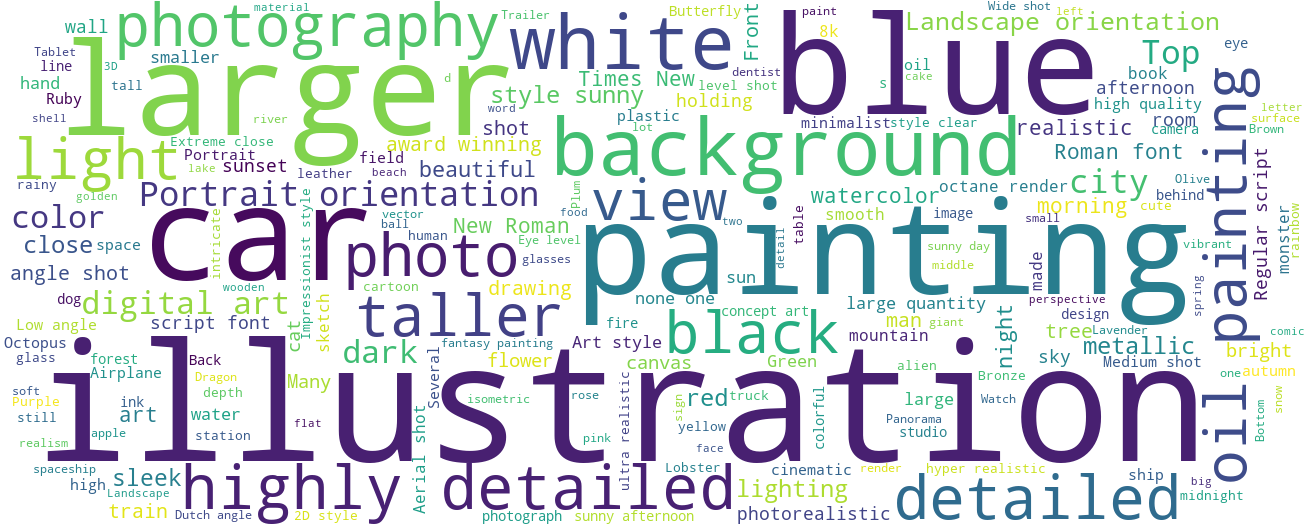 material
Wide shot
left
wall
photography
Trailer
Butterfly
Front
paint
8k
Landscape orientation
white
blue
Tablet
line
3D
smaller
larger
Top
eye
hand
tall
Times New
level shot
dentist
oil
cake
book
Ruby
d
style sunny
holding
s
afternoon
high quality
letter
surface
Brown
shell
river
word
plastic
lot
minimalist
style clear
realistic
room
camera
light
Extreme close
shot
award winning
background
Roman font
Portrait
lake
sunset
field
beach
leather
beautiful
octane render
city
Olive
behind
rainy
golden
Portrait orientation
Plum
view
watercolor
painting
oil painting
Regular script
rainbow
monster
color
intricate
Impressionist style
vector
ball
human
New Roman
food
two
table
smooth
image
small
morning
cute
close
space
car
photo
Eye level
glasses
detail
sunny day
middle
vibrant
angle shot
wooden
cartoon
drawing
sun
made
spring
dog
digital art
taller
none one
large quantity
perspective
design
Low angle
script font
cat
sketch
fire
concept art
black
man
giant
night
tree
Lavender
comic
Octopus
glass
forest
Airplane
Back
dark
fantasy painting
Art style
mountain
sky
metallic
bright
autumn
Dragon
depth
Many
Several
flower
canvas
Green
alien
Bronze
Medium shot
one
soft
Purple
still
ink
art
water
illustration
isometric
rose
ultra realistic
sign
red
truck
colorful
large
Watch
snow
realism
apple
station
flat
Aerial shot
pink
yellow
face
Panorama
studio
Bottom
spaceship
high
sleek
Lobster
cinematic
render
hyper realistic
ship
big
Landscape
highly detailed
lighting
detailed
midnight
train
Dutch angle
2D style
photograph
sunny afternoon
photorealistic